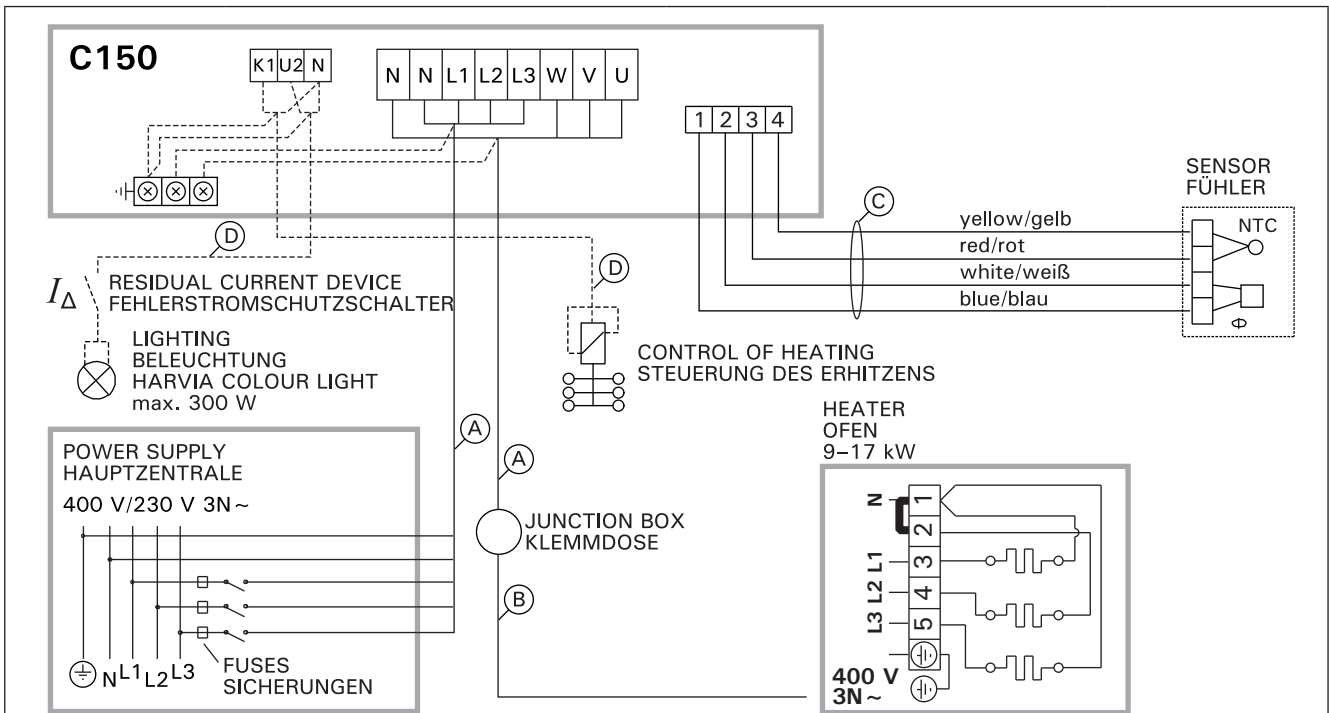 C150
K1 U2 N
N N L1 L2 L3 W V U
1 2 3 4
SENSOR
FÜHLER
NTC
C
yellow/gelb
red/rot
white/weiß
blue/blau
D
I∆
RESIDUAL CURRENT DEVICE
FEHLERSTROMSCHUTZSCHALTER
LIGHTING
BELEUCHTUNG
HARVIA COLOUR LIGHT
max. 300 W
D
CONTROL OF HEATING
STEUERUNG DES ERHITZENS
A
A
JUNCTION BOX
KLEMMDOSE
B
POWER SUPPLY
HAUPTZENTRALE
400 V/230 V 3N~
N L1 L2 L3
FUSES
SICHERUNGEN
HEATER
OFEN
9–17 kW
N
L1
L2
L3
1
2
3
4
5
400 V
3N~